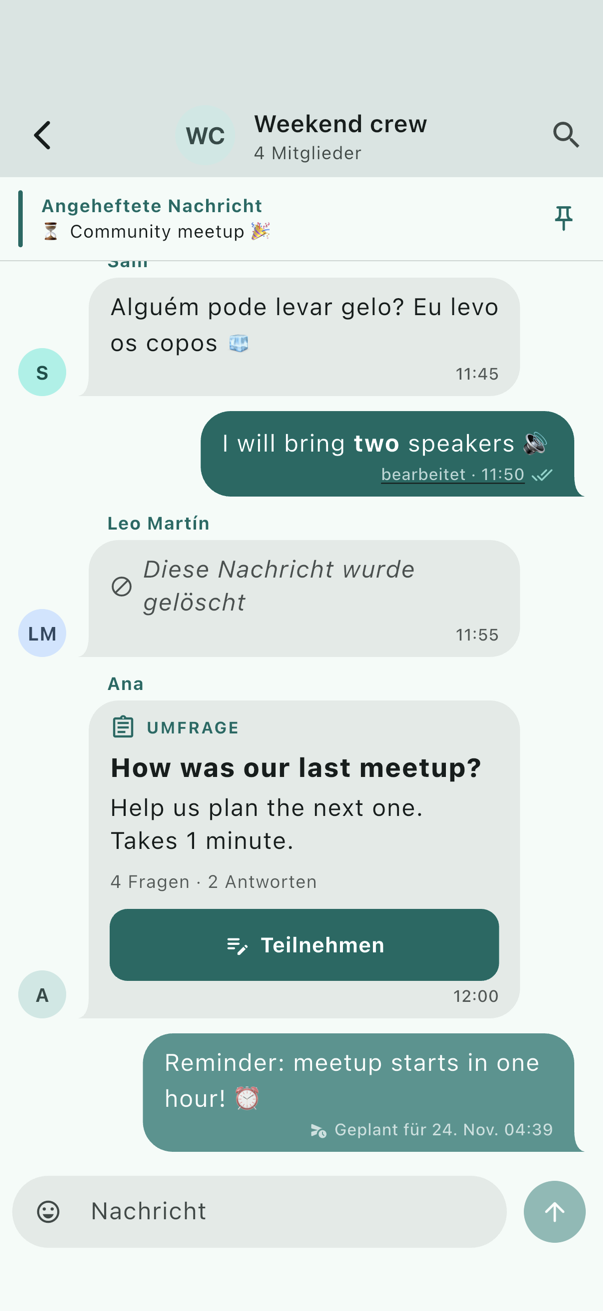 WC
Weekend crew
4 Mitglieder
Angeheftete Nachricht
⏳ Community meetup 🎉
Sam
Alguém pode levar gelo? Eu levo
os copos 🧊
11:45
S
I will bring two speakers 🔊
bearbeitet · 11:50
Leo Martín
Diese Nachricht wurde
gelöscht
11:55
LM
Ana
UMFRAGE
How was our last meetup?
Help us plan the next one.
Takes 1 minute.
4 Fragen · 2 Antworten
Teilnehmen
12:00
A
Reminder: meetup starts in one
hour! ⏰
Geplant für 24. Nov. 04:39
Nachricht